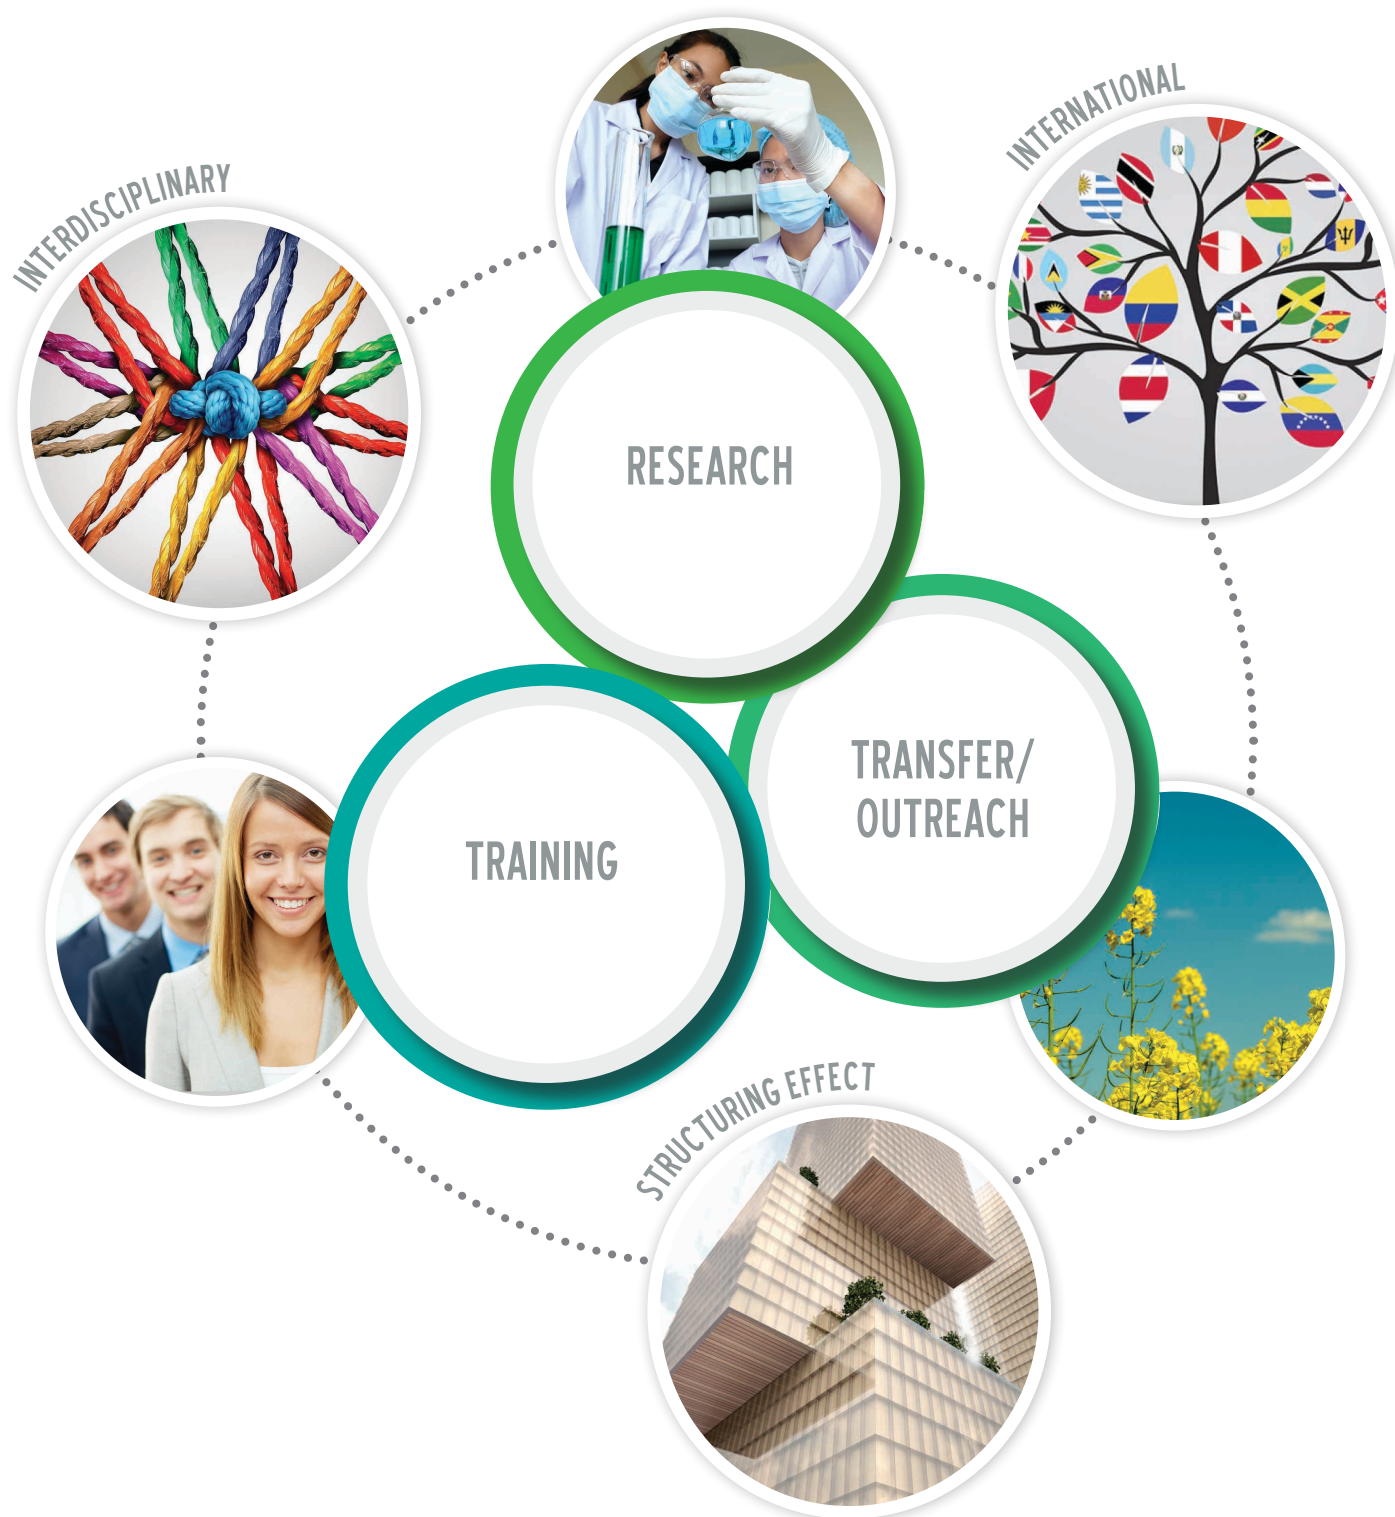 INTERDISCIPLINARY
INTERNATIONAL
RESEARCH
TRANSFER/
OUTREACH
TRAINING
STRUCTURING EFFECT